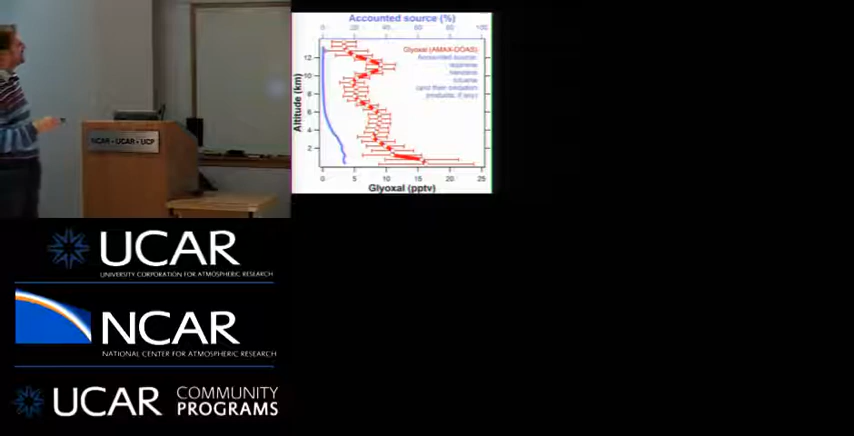 NCAR • UCAR • UCP
Accounted source (%)
0 20 40 60 80 100
Glyoxal (AMAX-DOAS)
Accounted source:
isoprene
benzene
toluene
(and their oxidation
products, if any)
Altitude (km)
12
10
8
6
4
2
0 5 10 15 20 25
Glyoxal (pptv)
UCAR
UNIVERSITY CORPORATION FOR ATMOSPHERIC RESEARCH
NCAR
NATIONAL CENTER FOR ATMOSPHERIC RESEARCH
UCAR COMMUNITY
PROGRAMS